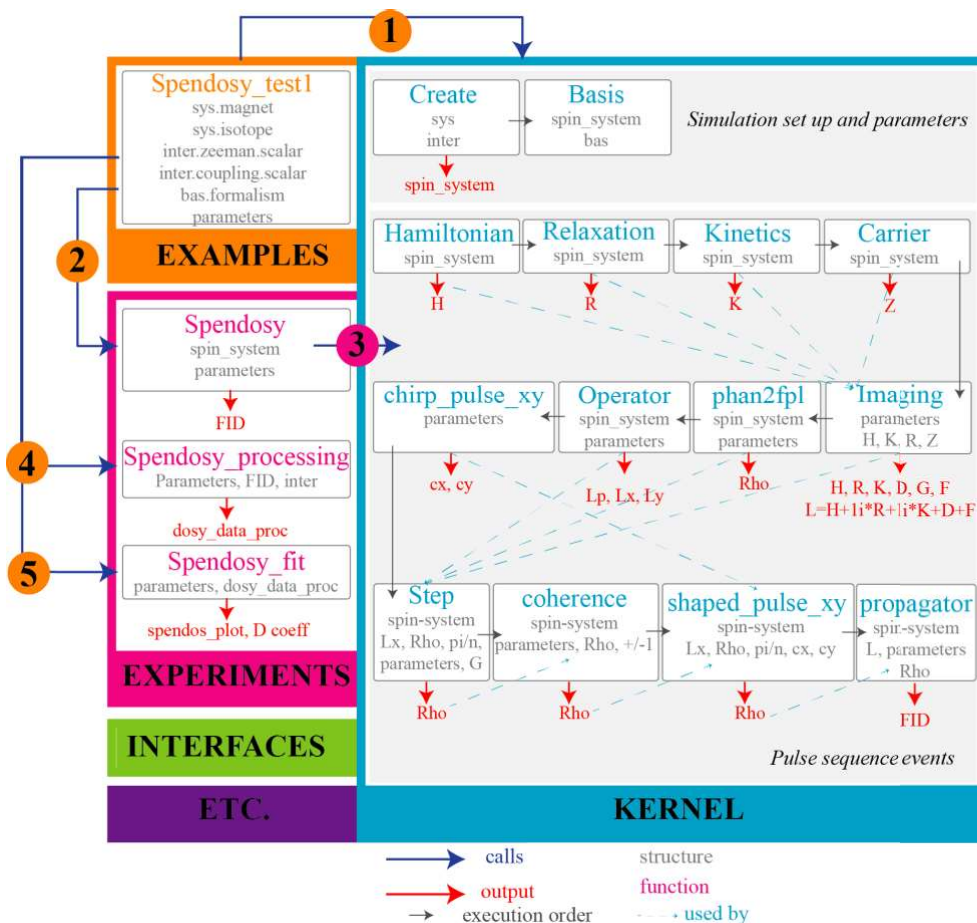 1
Spendosy_test1
sys.magnet
sys.isotope
inter.zeeman.scalar
inter.coupling.scalar
bas.formalism
parameters
EXAMPLES
2
Spendosy
spin_system
parameters
FID
3
4
Spendosy_processing
Parameters, FID, inter
dosy_data_proc
5
Spendosy_fit
parameters, dosy_data_proc
spendos_plot, D coeff
EXPERIMENTS
INTERFACES
ETC.
Create
sys
inter
spin_system
Basis
spin_system
bas
Simulation set up and parameters
Hamiltonian
spin_system
H
Relaxation
spin_system
R
Kinetics
spin_system
K
Carrier
spin_system
Z
chirp_pulse_xy
parameters
cx, cy
Operator
spin_system
parameters
Lp, Lx, Ly
phan2fpl
spin_system
parameters
Rho
Imaging
parameters
H, K, R, Z
H, R, K, D, G, F
L=H+1i*R+1i*K+D+F
Step
spin-system
Lx, Rho, pi/n,
parameters, G
Rho
coherence
spin-system
parameters, Rho, +/-1
Rho
shaped_pulse_xy
spin-system
Lx, Rho, pi/n, cx, cy
Rho
propagator
spir-system
L, parameters
Rho
FID
Pulse sequence events
KERNEL
calls
structure
output
function
execution order
used by